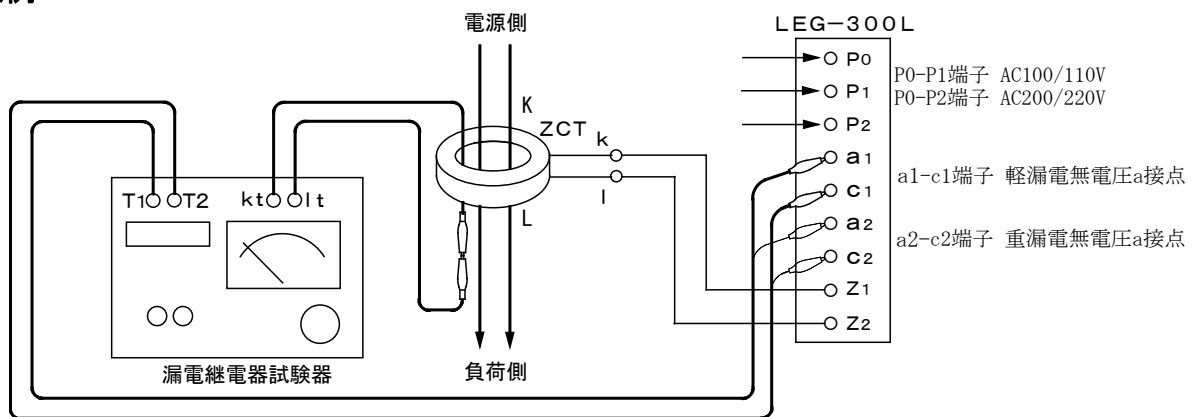 電源側
LEG-300L
P0
P0-P1端子 AC100/110V
P1
P0-P2端子 AC200/220V
K
P2
ZCT
k
a1
a1-c1端子 軽漏電無電圧a接点
T1 T2 kt lt
l
c1
L
a2
a2-c2端子 重漏電無電圧a接点
c2
Z1
Z2
漏電継電器試験器
負荷側